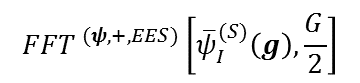 FFT (ψ,+,EES) [ψ̄_I^(S)(g), G/2]